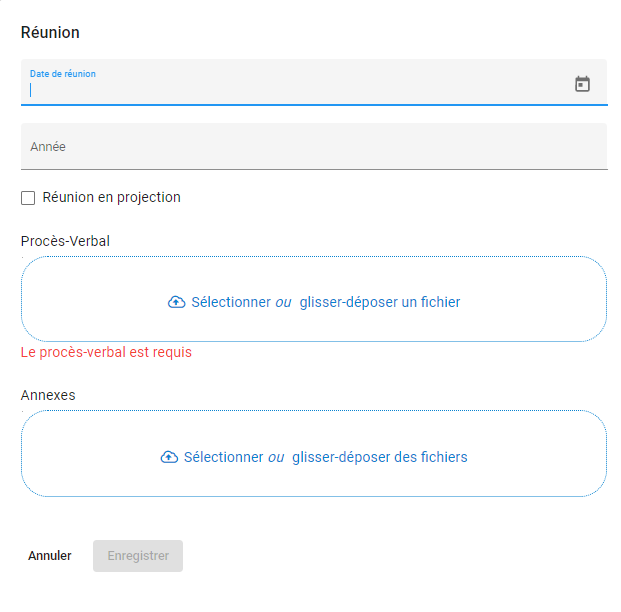 Réunion
Date de réunion
Année
Réunion en projection
Procès-Verbal
Sélectionner ou glisser-déposer un fichier
Le procès-verbal est requis
Annexes
Sélectionner ou glisser-déposer des fichiers
Annuler Enregistrer